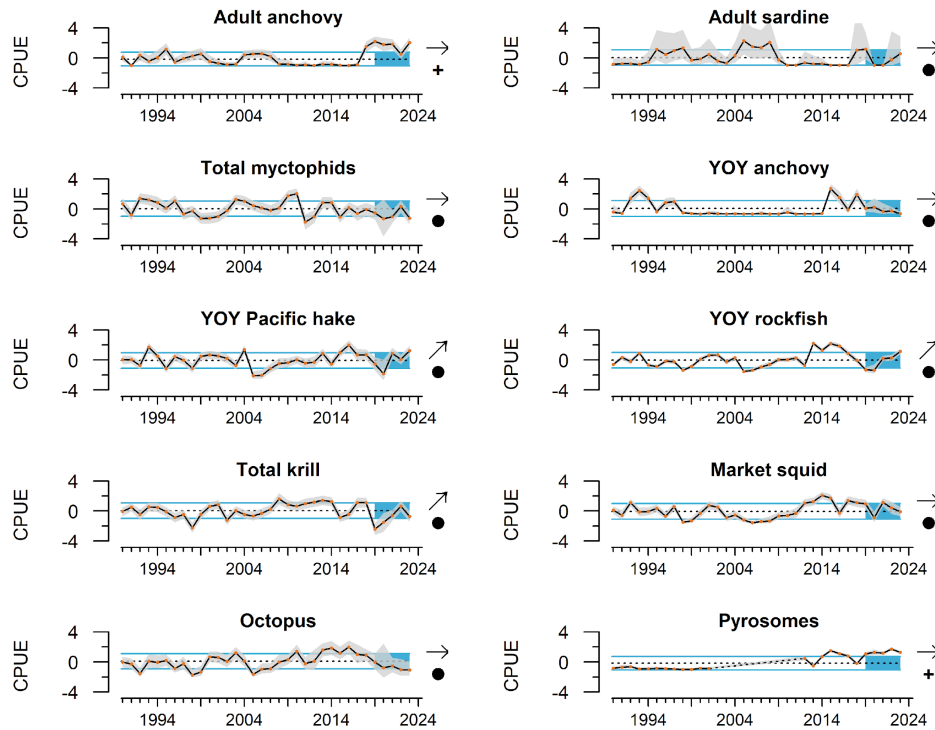 Adult anchovy
CPUE
4
0
-4
1994 2004 2014 2024
+
Adult sardine
CPUE
4
0
-4
1994 2004 2014 2024
Total myctophids
CPUE
4
0
-4
1994 2004 2014 2024
YOY anchovy
CPUE
4
0
-4
1994 2004 2014 2024
YOY Pacific hake
CPUE
4
0
-4
1994 2004 2014 2024
YOY rockfish
CPUE
4
0
-4
1994 2004 2014 2024
Total krill
CPUE
4
0
-4
1994 2004 2014 2024
Market squid
CPUE
4
0
-4
1994 2004 2014 2024
Octopus
CPUE
4
0
-4
1994 2004 2014 2024
Pyrosomes
CPUE
4
0
-4
1994 2004 2014 2024
+